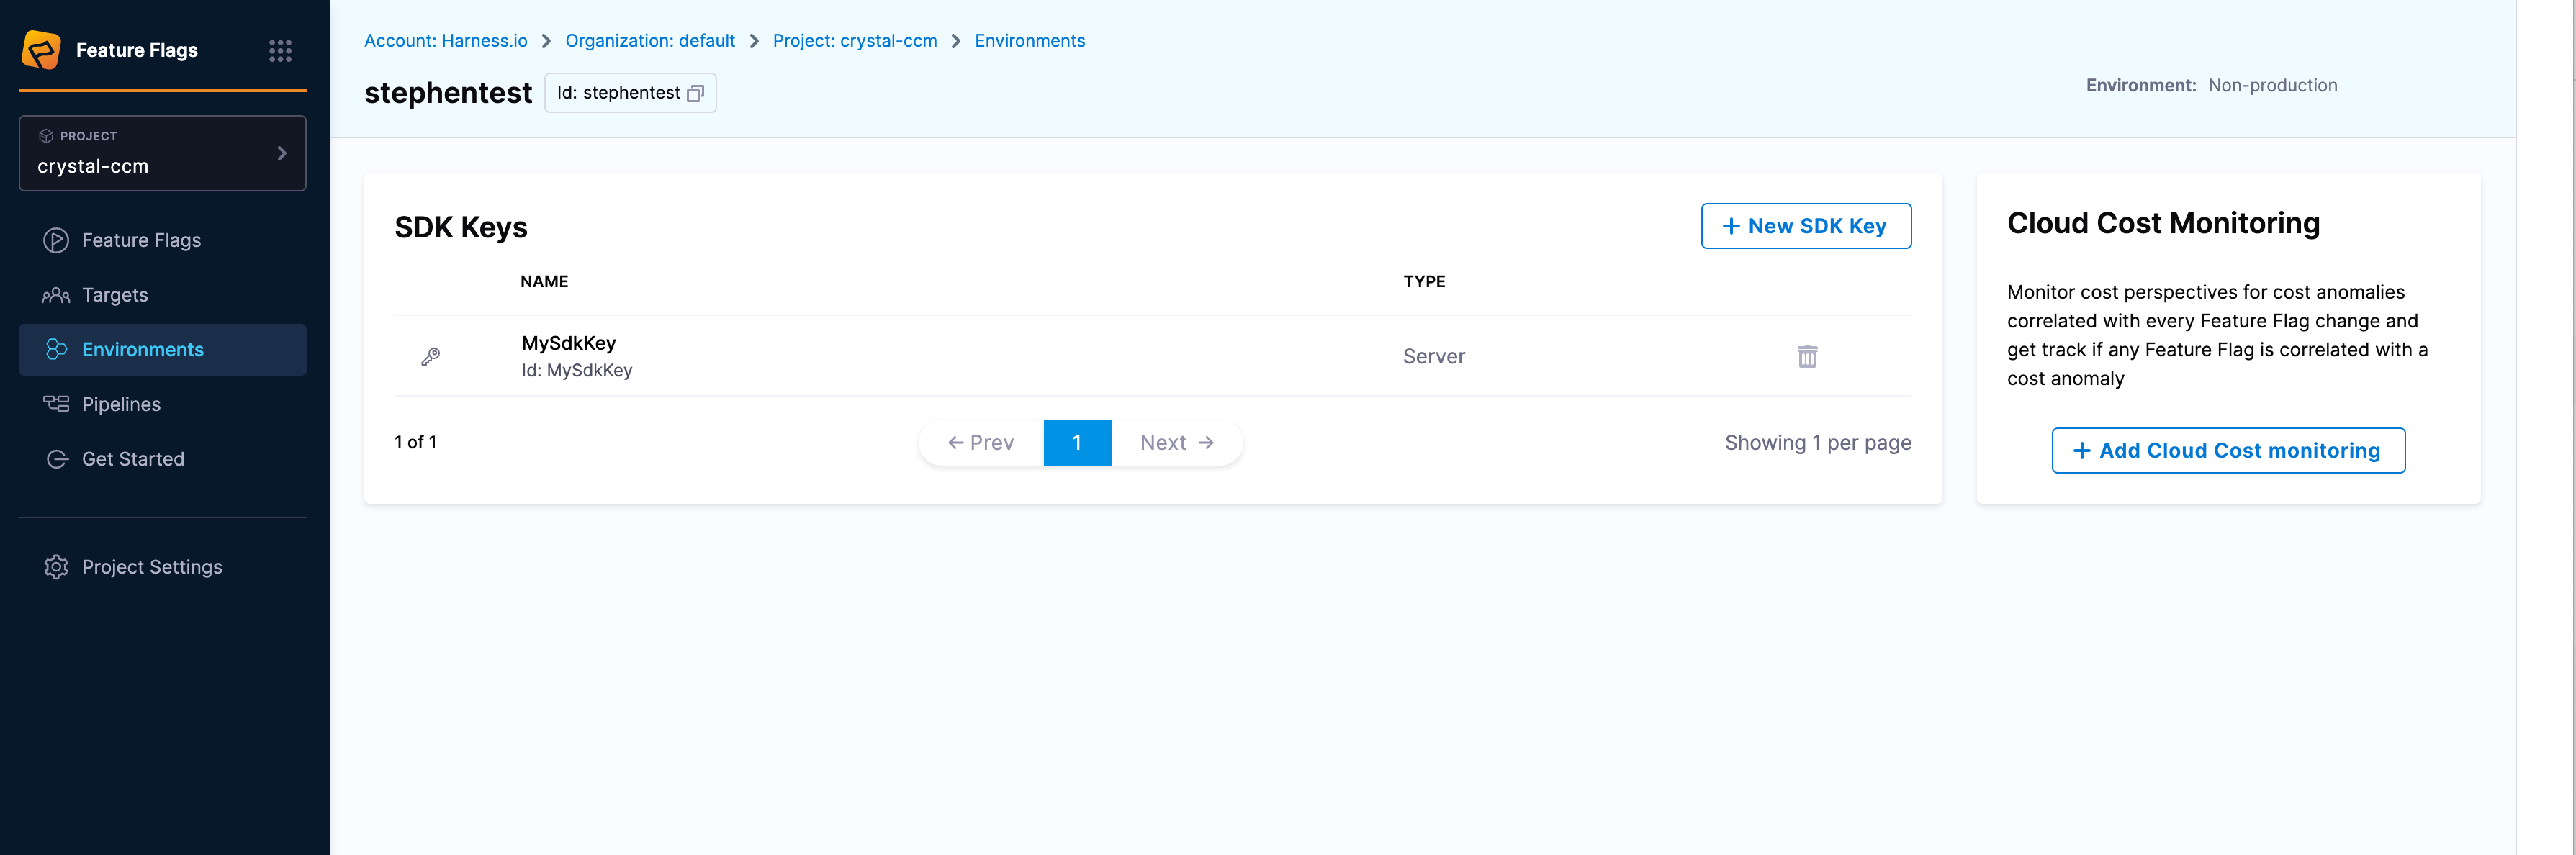 Feature Flags
PROJECT
crystal-ccm
Feature Flags
Targets
Environments
Pipelines
Get Started
Project Settings
Account: Harness.io > Organization: default > Project: crystal-ccm > Environments
stephentest Id: stephentest
Environment: Non-production
SDK Keys
+ New SDK Key
NAME TYPE
MySdkKey
Id: MySdkKey
Server
1 of 1
← Prev 1 Next →
Showing 1 per page
Cloud Cost Monitoring
Monitor cost perspectives for cost anomalies
correlated with every Feature Flag change and
get track if any Feature Flag is correlated with a
cost anomaly
+ Add Cloud Cost monitoring